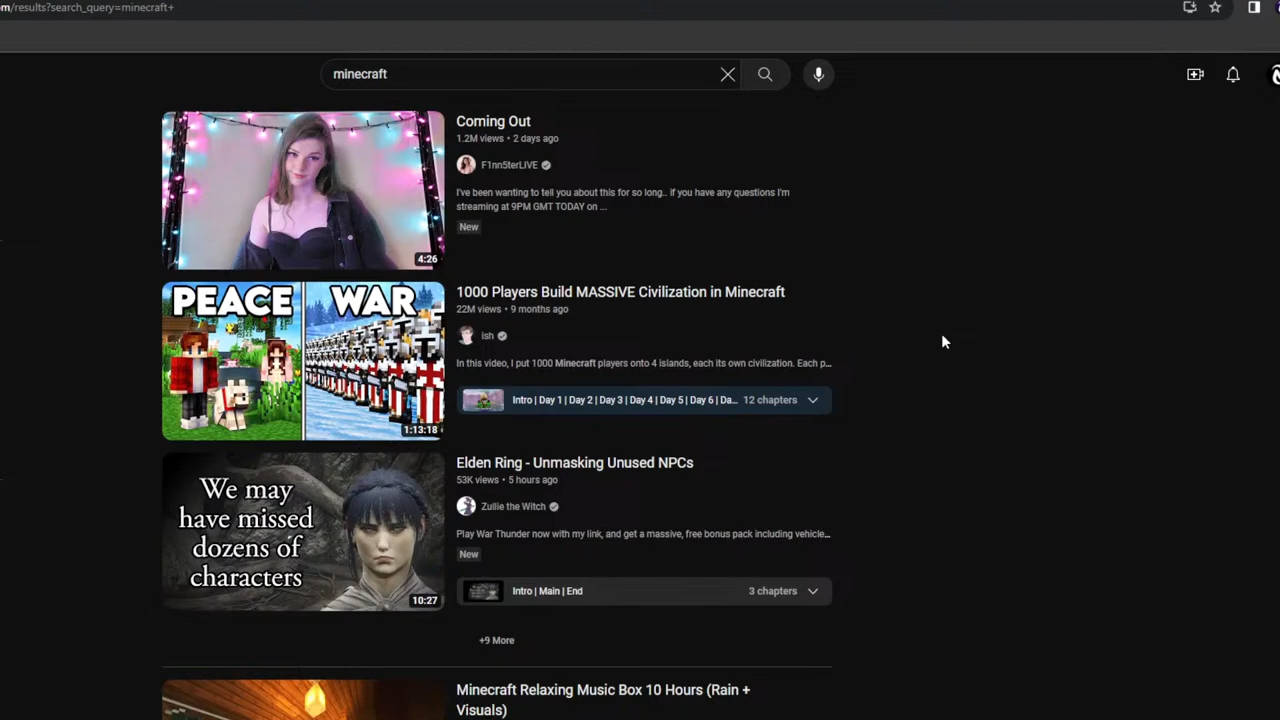 om/results?search_query=minecraft+
minecraft
Coming Out
1.2M views • 2 days ago
F1nn5terLIVE
I've been wanting to tell you about this for so long.. if you have any questions I'm
streaming at 9PM GMT TODAY on ...
New
4:26
PEACE WAR
1:13:18
1000 Players Build MASSIVE Civilization in Minecraft
22M views • 9 months ago
ish
In this video, I put 1000 Minecraft players onto 4 islands, each its own civilization. Each p...
Intro | Day 1 | Day 2 | Day 3 | Day 4 | Day 5 | Day 6 | Da... 12 chapters
We may
have missed
dozens of
characters
10:27
Elden Ring - Unmasking Unused NPCs
53K views • 5 hours ago
Zullie the Witch
Play War Thunder now with my link, and get a massive, free bonus pack including vehicle...
New
Intro | Main | End 3 chapters
+9 More
Minecraft Relaxing Music Box 10 Hours (Rain +
Visuals)